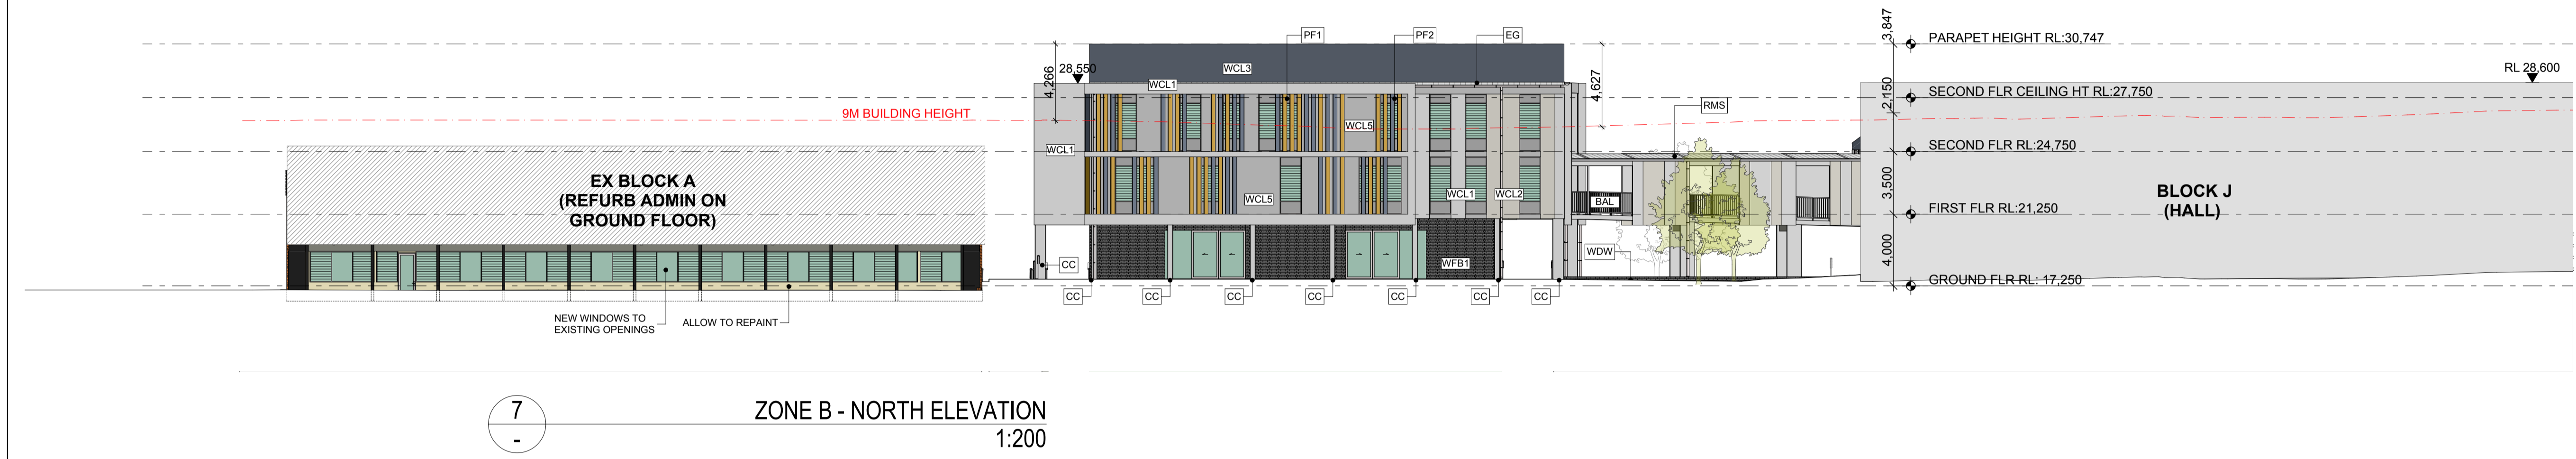 3,847
PF1
PF2
EG
PARAPET HEIGHT RL:30,747
28,550
WCL3
RL 28,600
4,266
WCL1
4,627
2,150
SECOND FLR CEILING HT RL:27,750
9M BUILDING HEIGHT
RMS
WCL5
WCL1
SECOND FLR RL:24,750
EX BLOCK A
(REFURB ADMIN ON
GROUND FLOOR)
3,500
WCL5
WCL1
WCL2
BAL
BLOCK J
(HALL)
FIRST FLR RL:21,250
4,000
WDW
CC
WFB1
GROUND FLR RL: 17,250
CC
CC
CC
CC
CC
CC
CC
NEW WINDOWS TO
EXISTING OPENINGS
ALLOW TO REPAINT
7
-
ZONE B - NORTH ELEVATION
1:200